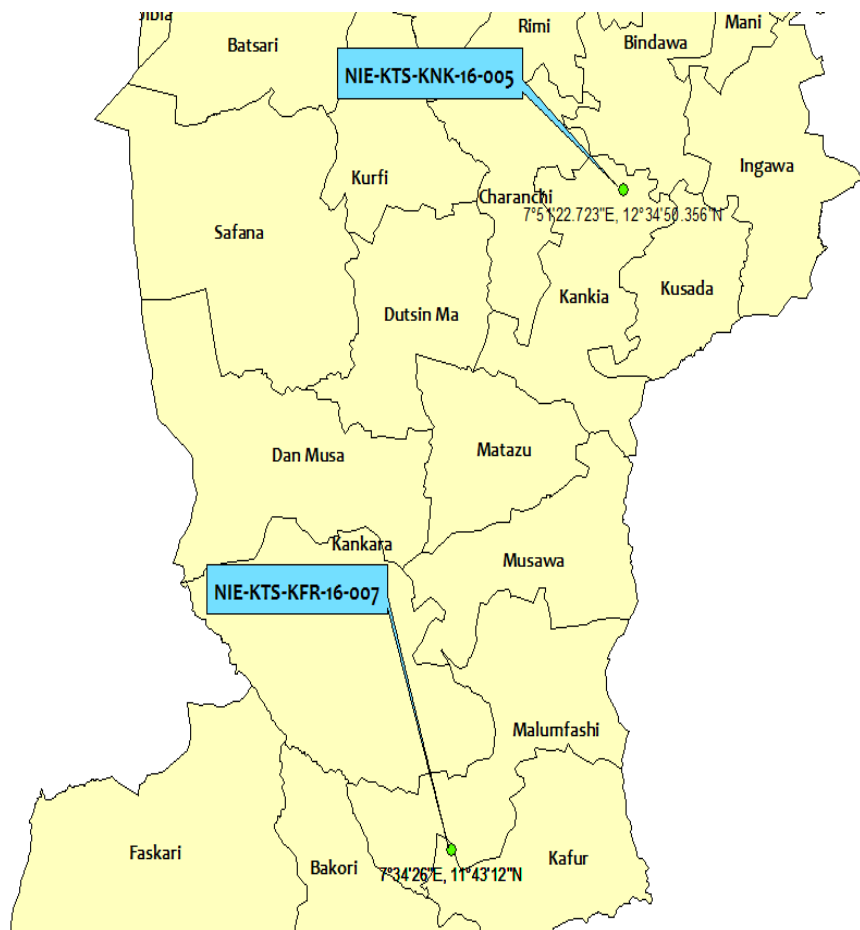 Jibia
Batsari
Rimi
Bindawa
Mani
NIE-KTS-KNK-16-005
Ingawa
Kurfi
Charanchi
7°51'22.723"E, 12°34'50.356"N
Safana
Kankia
Kusada
Dutsin Ma
Dan Musa
Matazu
Kankara
Musawa
NIE-KTS-KFR-16-007
Malumfashi
Faskari
Bakori
Kafur
7°34'26"E, 11°43'12"N